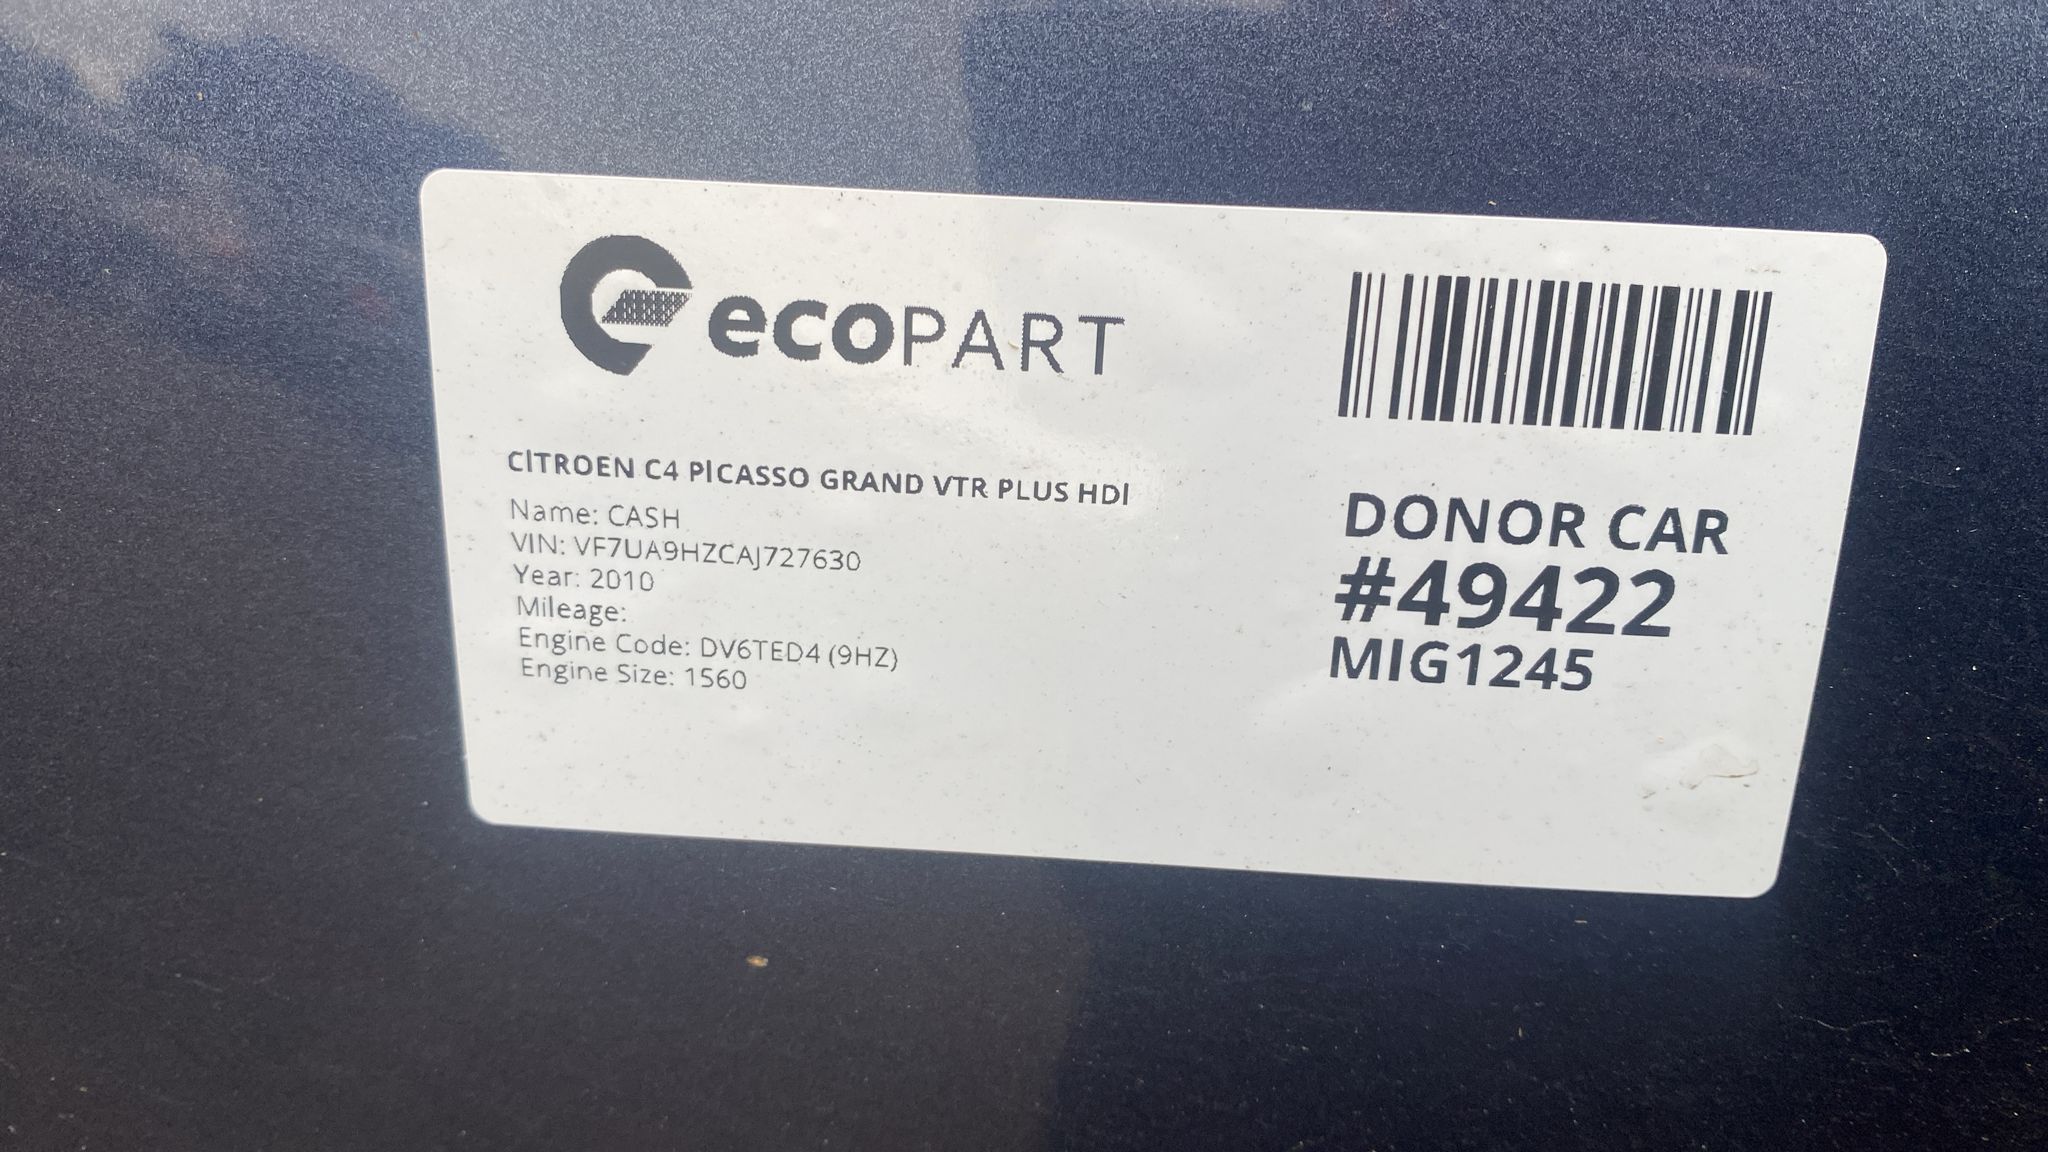 ecoPART
CITROEN C4 PICASSO GRAND VTR PLUS HDI
Name: CASH
VIN: VF7UA9HZCAJ727630
Year: 2010
Mileage:
Engine Code: DV6TED4 (9HZ)
Engine Size: 1560
DONOR CAR
#49422
MIG1245